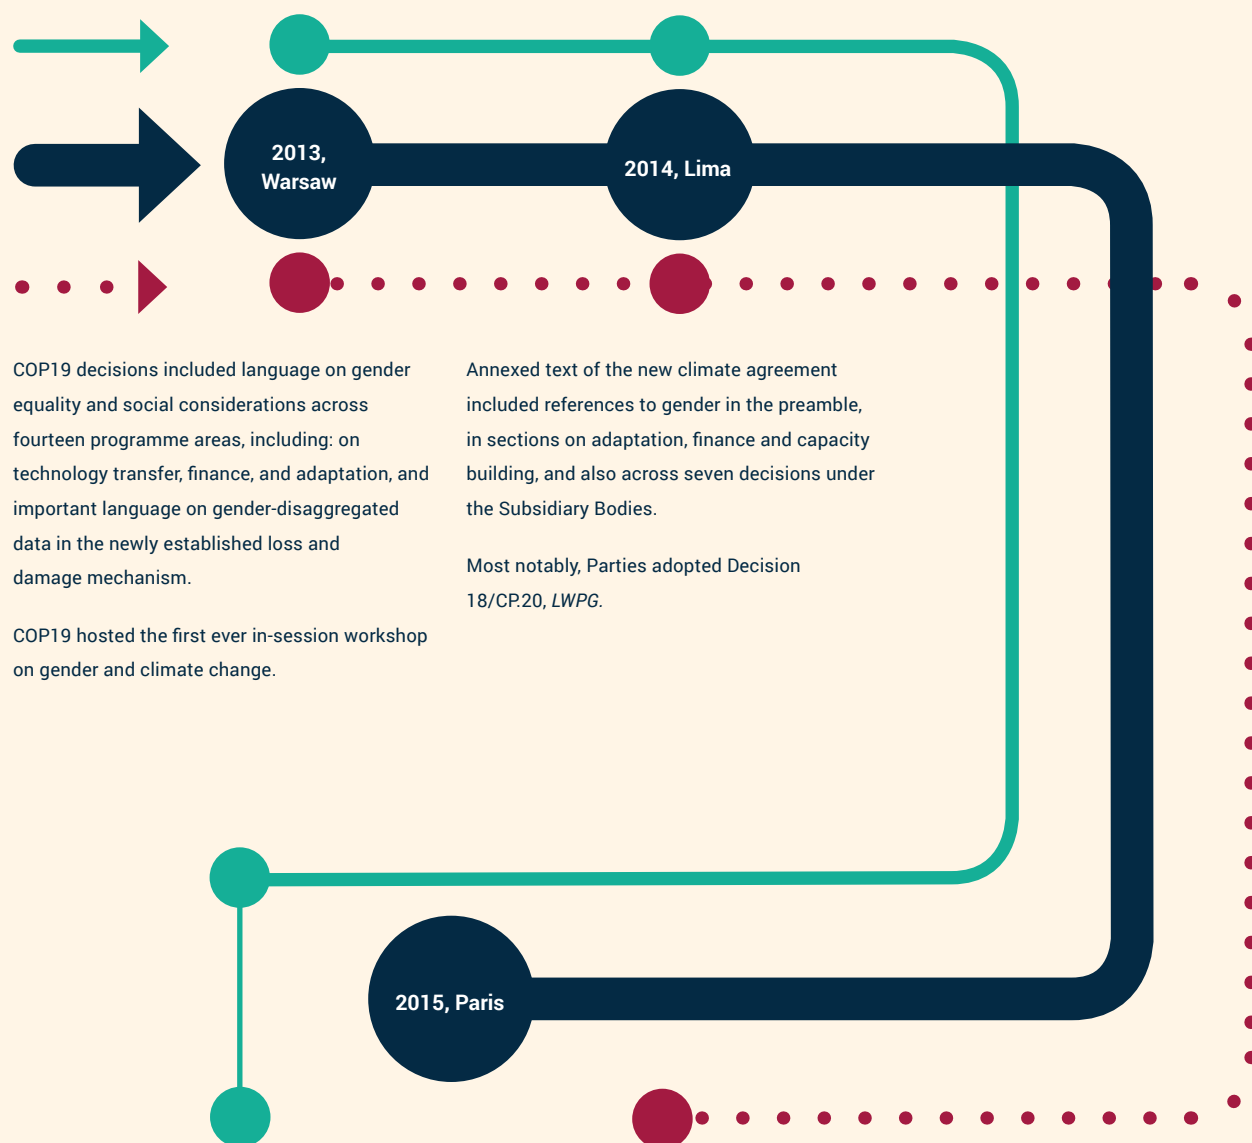 2013,
Warsaw
2014, Lima
COP19 decisions included language on gender
equality and social considerations across
fourteen programme areas, including: on
technology transfer, finance, and adaptation, and
important language on gender-disaggregated
data in the newly established loss and
damage mechanism.
COP19 hosted the first ever in-session workshop
on gender and climate change.
Annexed text of the new climate agreement
included references to gender in the preamble,
in sections on adaptation, finance and capacity
building, and also across seven decisions under
the Subsidiary Bodies.
Most notably, Parties adopted Decision
18/CP.20, LWPG.
2015, Paris